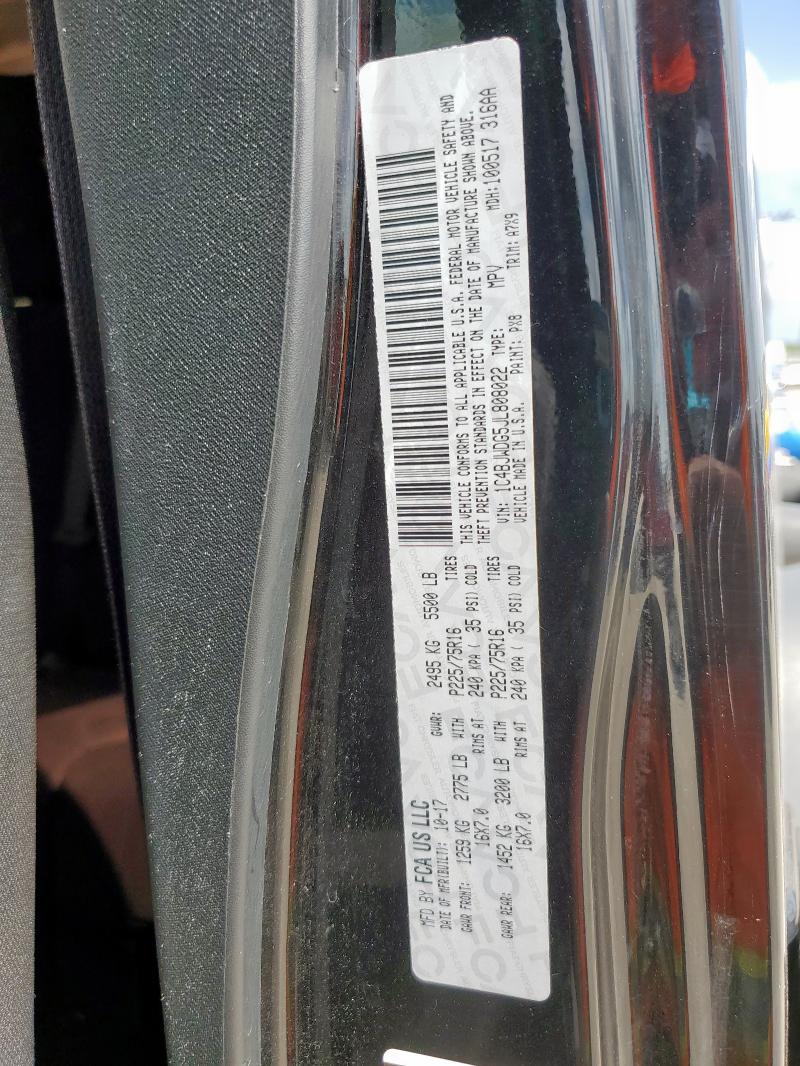 MFD BY FCA US LLC
DATE OF MFR(BUILT): 10-17 GVWR: 2495 KG 5500 LB
GAWR FRONT: 1259 KG 2775 LB WITH P225/75R16 TIRES
16X7.0 RIMS AT 240 KPA ( 35 PSI) COLD
GAWR REAR: 1452 KG 3200 LB WITH P225/75R16 TIRES
16X7.0 RIMS AT 240 KPA ( 35 PSI) COLD
THIS VEHICLE CONFORMS TO ALL APPLICABLE U.S.A. FEDERAL MOTOR VEHICLE SAFETY AND
THEFT PREVENTION STANDARDS IN EFFECT ON THE DATE OF MANUFACTURE SHOWN ABOVE.
VIN: 1C4BJWDG5JL808022 TYPE: MPV MDH:100517 316AA
VEHICLE MADE IN U.S.A. PAINT: PX8 TRIM: A7X9